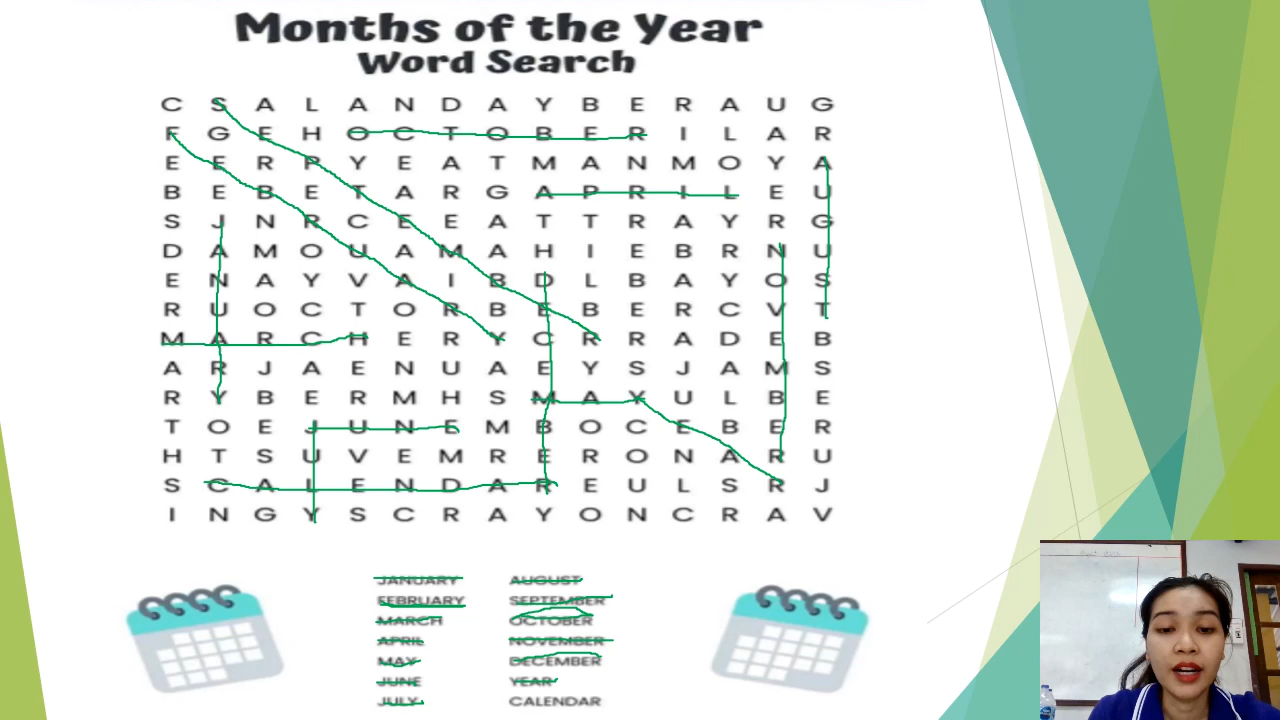 Months of the Year
Word Search
C S A L A N D A Y B E R A U G
F G E H O C T O B E R I L A R
E E R P Y E A T M A N M O Y A
B E B E T A R G A P R I L E U
S J N R C E E A T T R A Y R G
D A M O U A M A H I E B R N U
E N A Y V A I B D L B A Y O S
R U O C T O R B E B E R C V T
M A R C H E R Y C R R A D E B
A R J A E N U A E Y S J A M S
R Y B E R M H S M A Y U L B E
T O E J U N E M B O C E B E R
H T S U V E M R E R O N A R U
S C A L E N D A R E U L S R J
I N G Y S C R A Y O N C R A V
JANUARY AUGUST
FEBRUARY SEPTEMBER
MARCH OCTOBER
APRIL NOVEMBER
MAY DECEMBER
JUNE YEAR
JULY CALENDAR